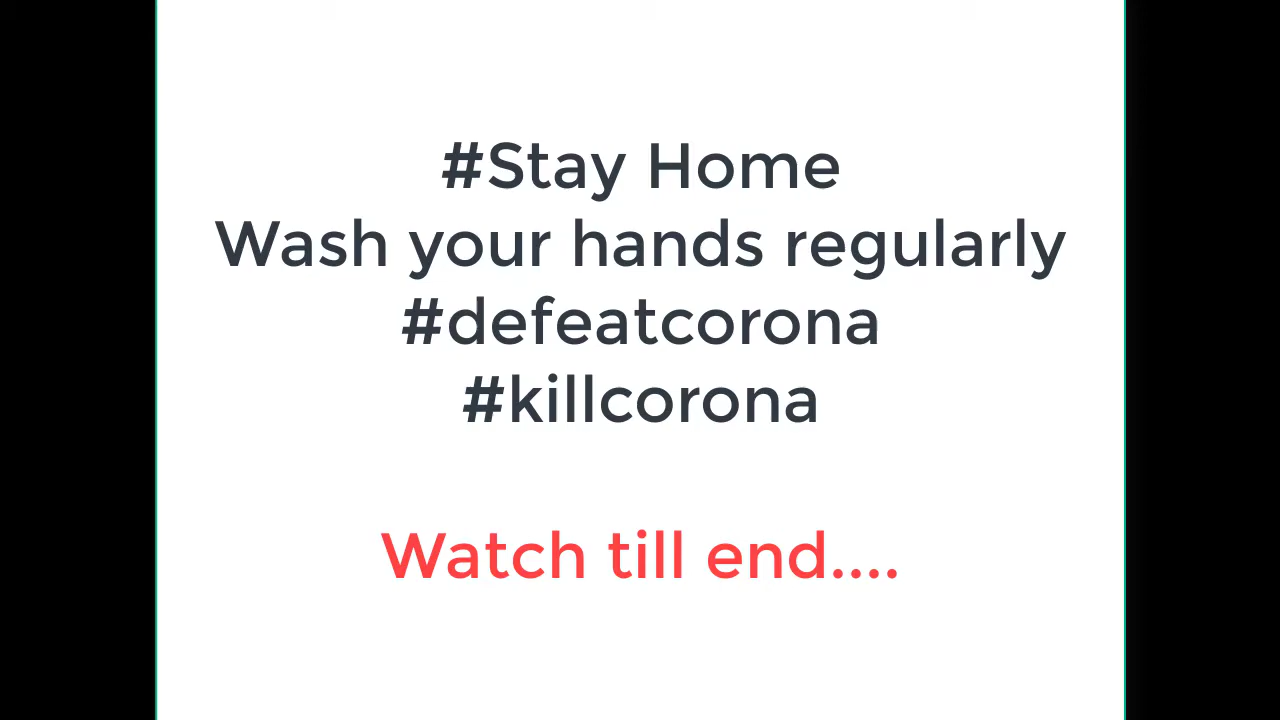 #Stay Home
Wash your hands regularly
#defeatcorona
#killcorona
Watch till end....